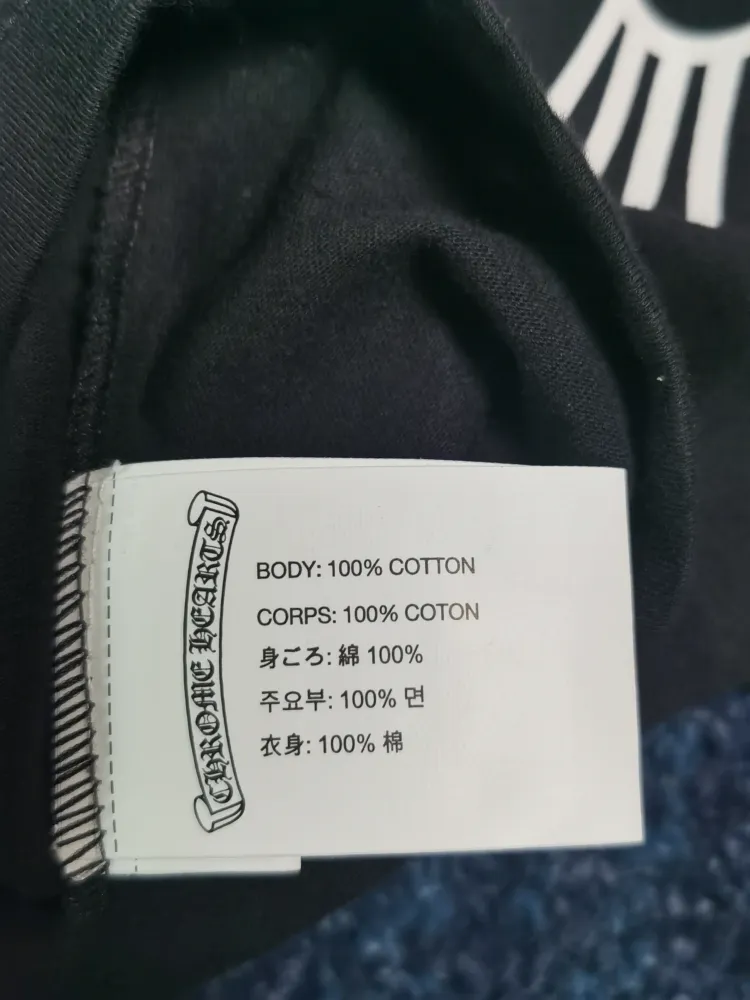 CHROME HEARTS
BODY: 100% COTTON
CORPS: 100% COTON
身ごろ: 綿 100%
주요부: 100% 면
衣身: 100% 棉